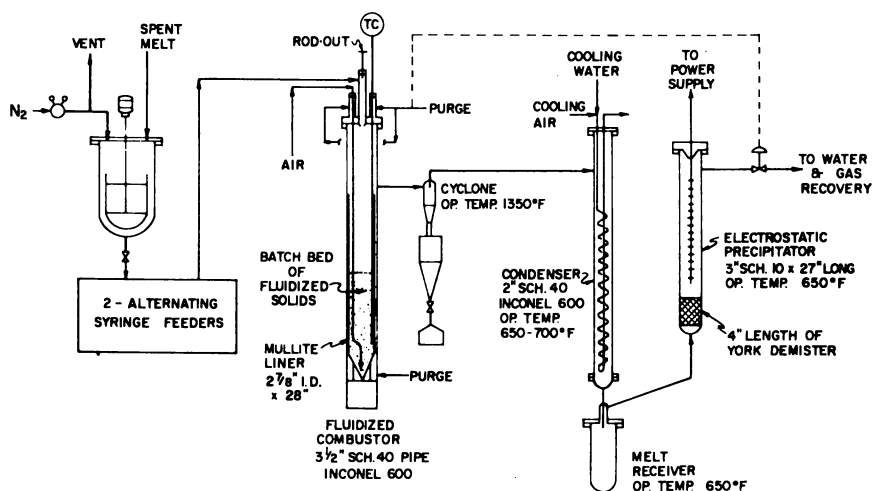 VENT
SPENT
MELT
N₂
2 - ALTERNATING
SYRINGE FEEDERS
TC
ROD-OUT
PURGE
AIR
BATCH BED
OF
FLUIDIZED
SOLIDS
MULLITE
LINER
2 7/8" I.D.
x 28"
PURGE
FLUIDIZED
COMBUSTOR
3 1/2" SCH. 40 PIPE
INCONEL 600
CYCLONE
OP. TEMP. 1350°F
COOLING
WATER
COOLING
AIR
CONDENSER
2" SCH. 40
INCONEL 600
OP. TEMP.
650-700°F
MELT
RECEIVER
OP. TEMP. 650°F
TO
POWER
SUPPLY
TO WATER
& GAS
RECOVERY
ELECTROSTATIC
PRECIPITATOR
3" SCH. 10 x 27" LONG
OP. TEMP. 650°F
4" LENGTH OF
YORK DEMISTER